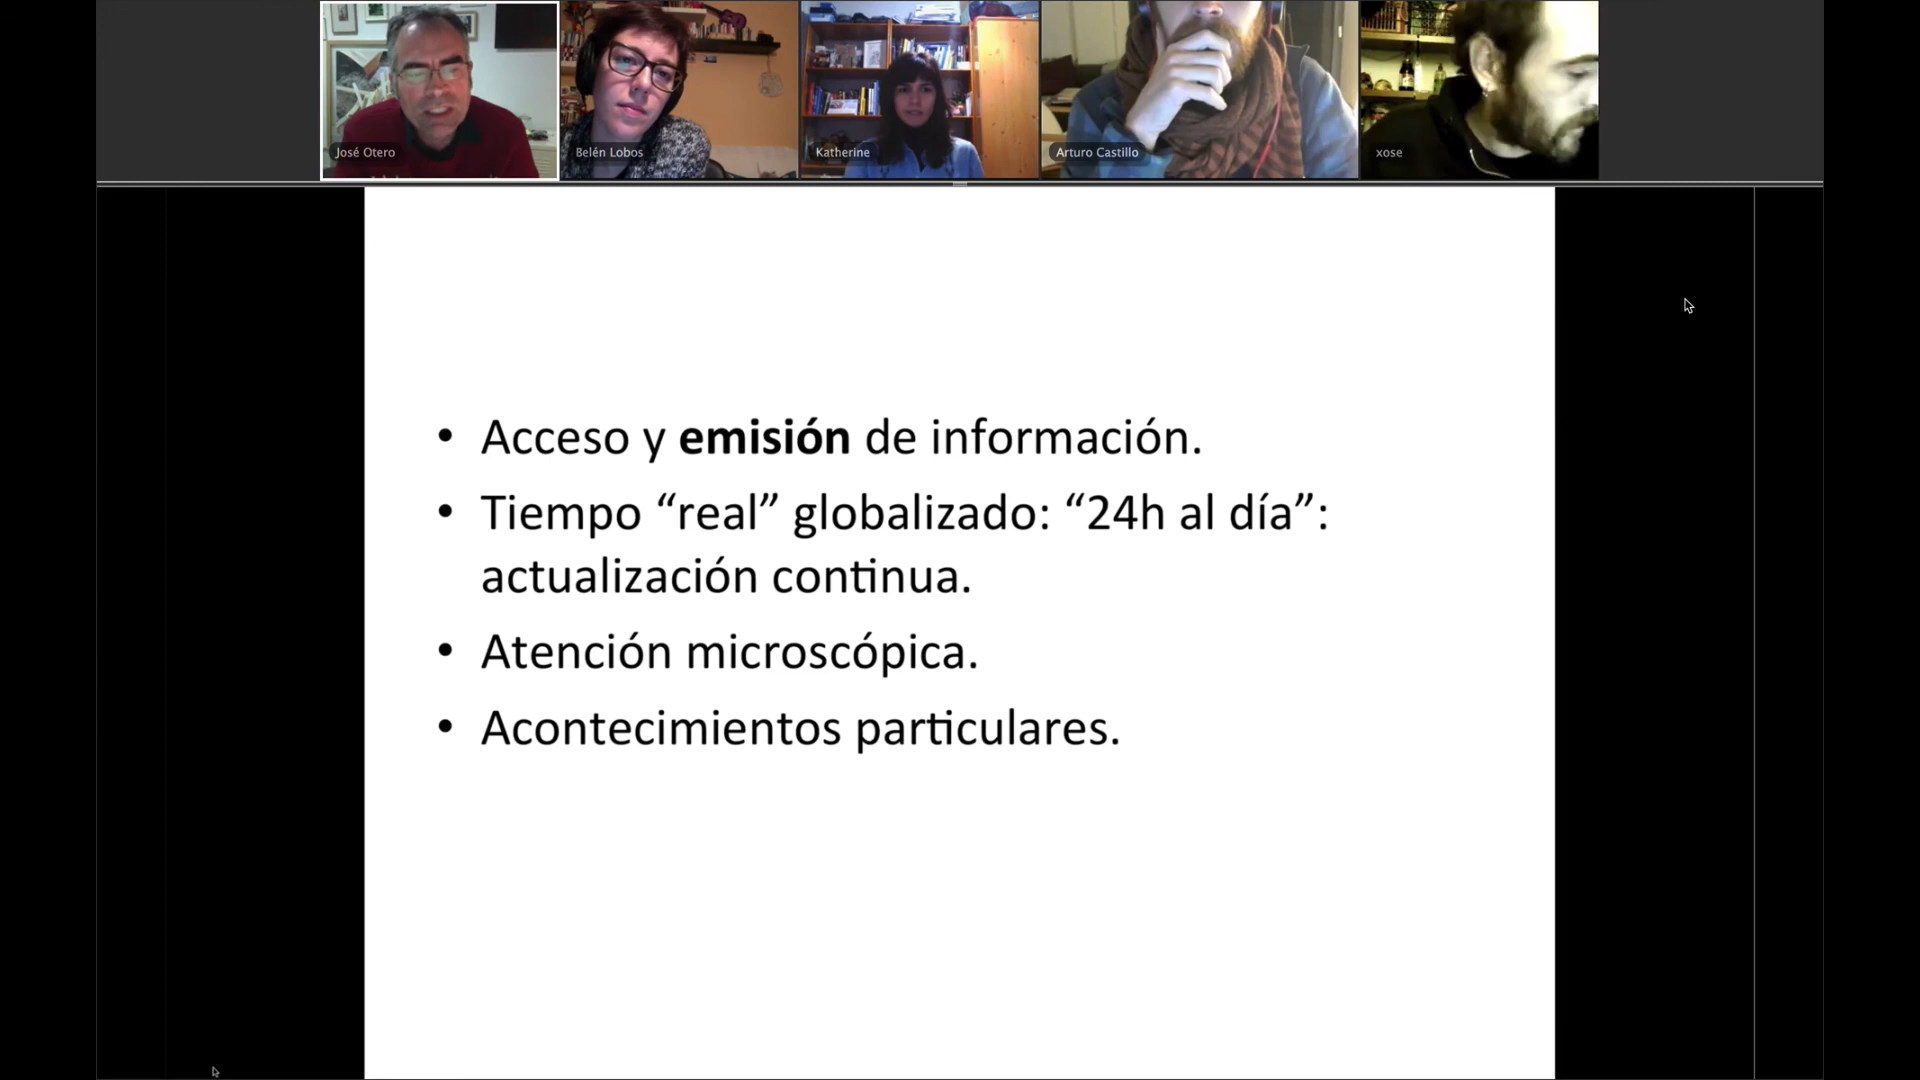 José Otero
Belén Lobos
Katherine
Arturo Castillo
xose
• Acceso y emisión de información.
• Tiempo “real” globalizado: “24h al día”:
actualización continua.
• Atención microscópica.
• Acontecimientos particulares.